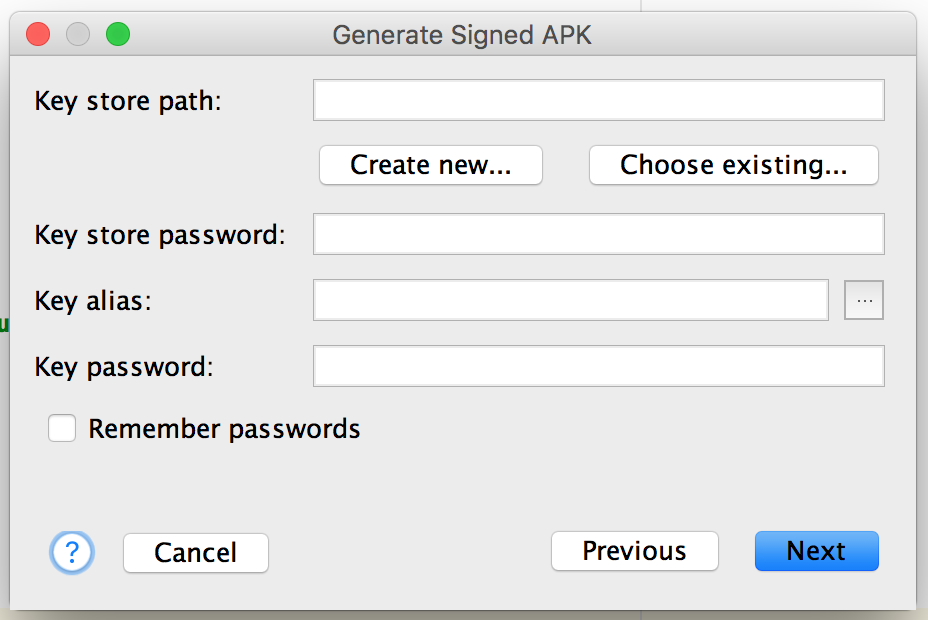 Generate Signed APK
Key store path:
Create new... Choose existing...
Key store password:
Key alias:
...
Key password:
Remember passwords
? Cancel Previous Next